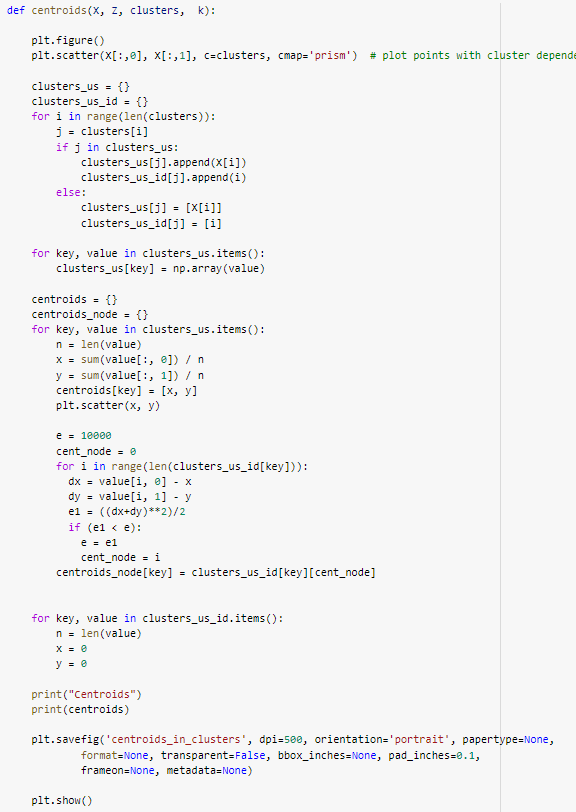 def centroids(X, Z, clusters,  k):
    plt.figure()
    plt.scatter(X[:,0], X[:,1], c=clusters, cmap='prism')  # plot points with cluster depende
    clusters_us = {}
    clusters_us_id = {}
    for i in range(len(clusters)):
        j = clusters[i]
        if j in clusters_us:
            clusters_us[j].append(X[i])
            clusters_us_id[j].append(i)
        else:
            clusters_us[j] = [X[i]]
            clusters_us_id[j] = [i]
    for key, value in clusters_us.items():
        clusters_us[key] = np.array(value)
    centroids = {}
    centroids_node = {}
    for key, value in clusters_us.items():
        n = len(value)
        x = sum(value[:, 0]) / n
        y = sum(value[:, 1]) / n
        centroids[key] = [x, y]
        plt.scatter(x, y)
        e = 10000
        cent_node = 0
        for i in range(len(clusters_us_id[key])):
          dx = value[i, 0] - x
          dy = value[i, 1] - y
          e1 = ((dx+dy)**2)/2
          if (e1 < e):
            e = e1
            cent_node = i
        centroids_node[key] = clusters_us_id[key][cent_node]
    for key, value in clusters_us_id.items():
        n = len(value)
        x = 0
        y = 0
    print("Centroids")
    print(centroids)
    plt.savefig('centroids_in_clusters', dpi=500, orientation='portrait', papertype=None,
            format=None, transparent=False, bbox_inches=None, pad_inches=0.1,
            frameon=None, metadata=None)
    plt.show()